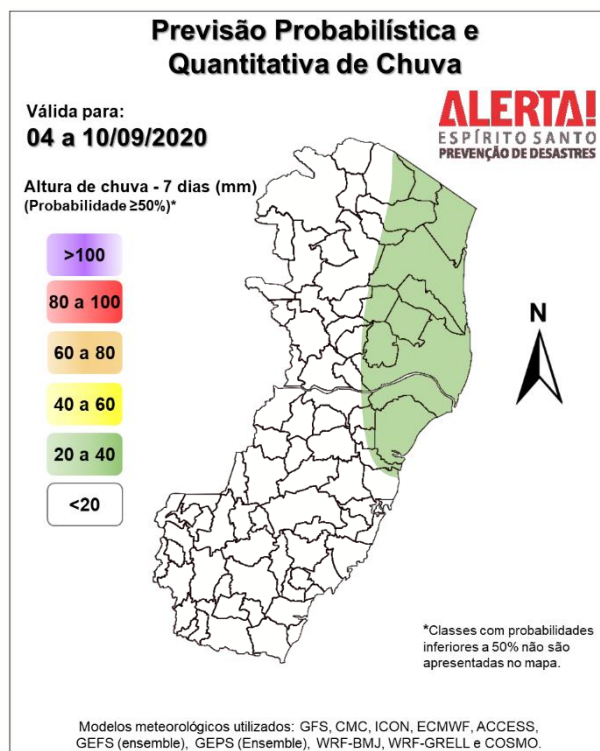 Previsão Probabilística e
Quantitativa de Chuva
Válida para:
04 a 10/09/2020
ALERTA!
ESPÍRITO SANTO
PREVENÇÃO DE DESASTRES
Altura de chuva - 7 dias (mm)
(Probabilidade ≥50%)*
>100
80 a 100
60 a 80
40 a 60
20 a 40
<20
N
*Classes com probabilidades
inferiores a 50% não são
apresentadas no mapa.
Modelos meteorológicos utilizados: GFS, CMC, ICON, ECMWF, ACCESS,
GEFS (ensemble), GEPS (Ensemble), WRF-BMJ, WRF-GRELL e COSMO.